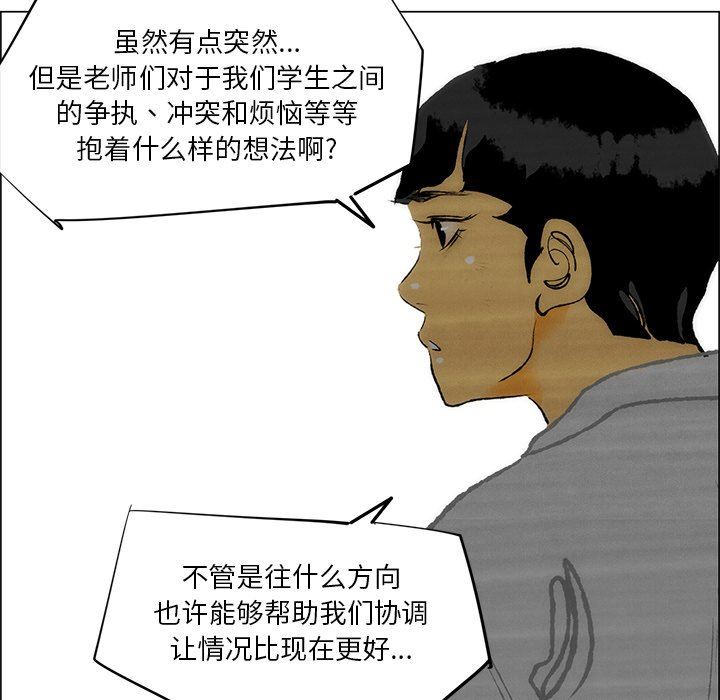 虽然有点突然...
但是老师们对于我们学生之间
的争执、冲突和烦恼等等
抱着什么样的想法啊?
不管是往什么方向
也许能够帮助我们协调
让情况比现在更好...